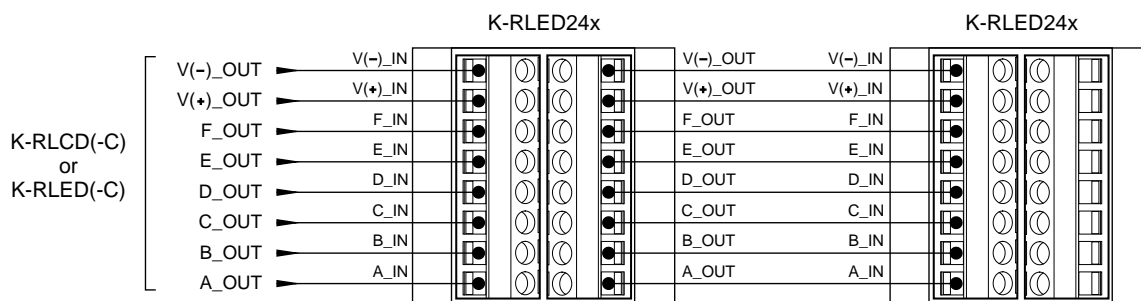 K-RLED24x K-RLED24x
V(-)_OUT V(-)_IN V(-)_OUT V(-)_IN
V(+)_OUT V(+)_IN V(+)_OUT V(+)_IN
F_OUT F_IN F_OUT F_IN
K-RLCD(-C)
or
K-RLED(-C)
E_OUT E_IN E_OUT E_IN
D_OUT D_IN D_OUT D_IN
C_OUT C_IN C_OUT C_IN
B_OUT B_IN B_OUT B_IN
A_OUT A_IN A_OUT A_IN